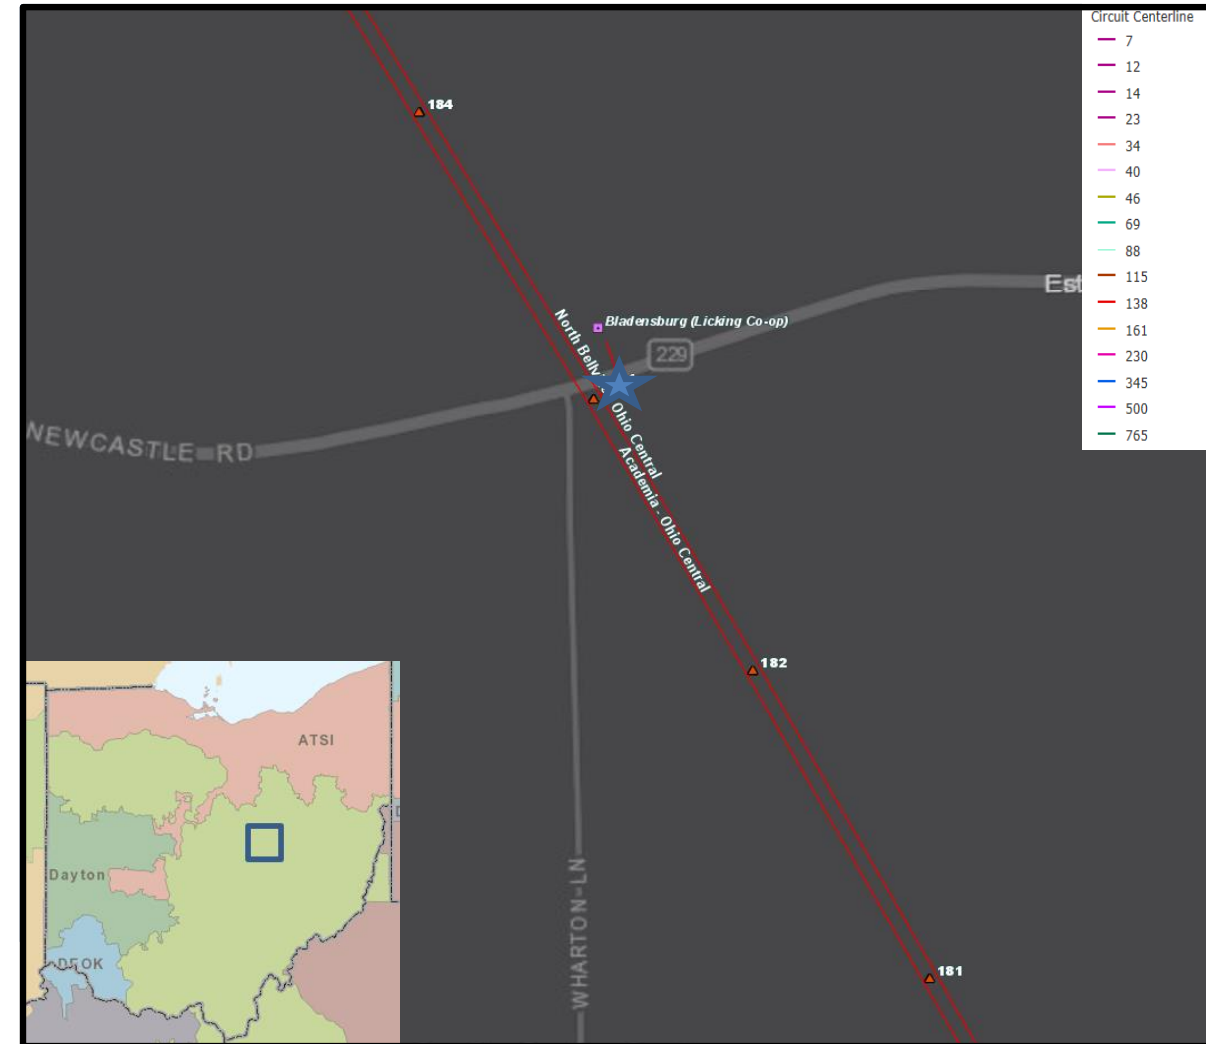 Circuit Centerline
7
12
14
23
34
40
46
69
88
115
138
161
230
345
500
765
184
Bladensburg (Licking Co-op)
229
NEWCASTLE RD
North Bellv
Ohio Central
Academia - Ohio Central
182
181
WHARTON-LN
ATSI
Dayton
DEOK